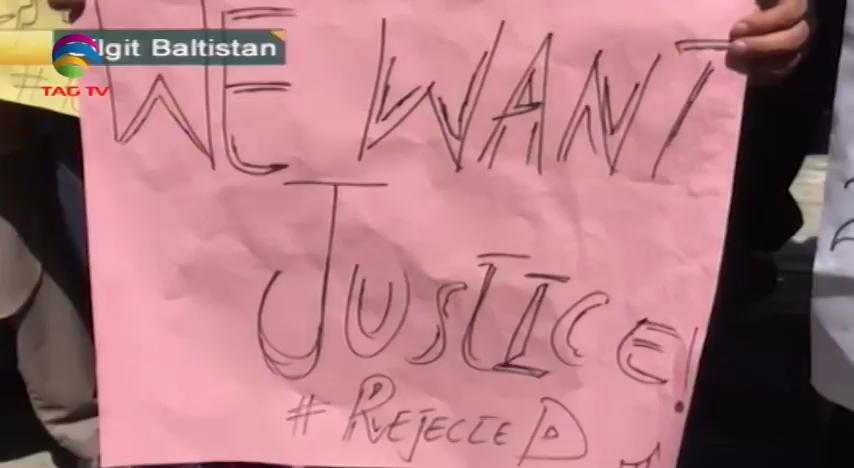 Gilgit Baltistan
TAG TV
WE WANT
JUSTICE!
#REJECTED